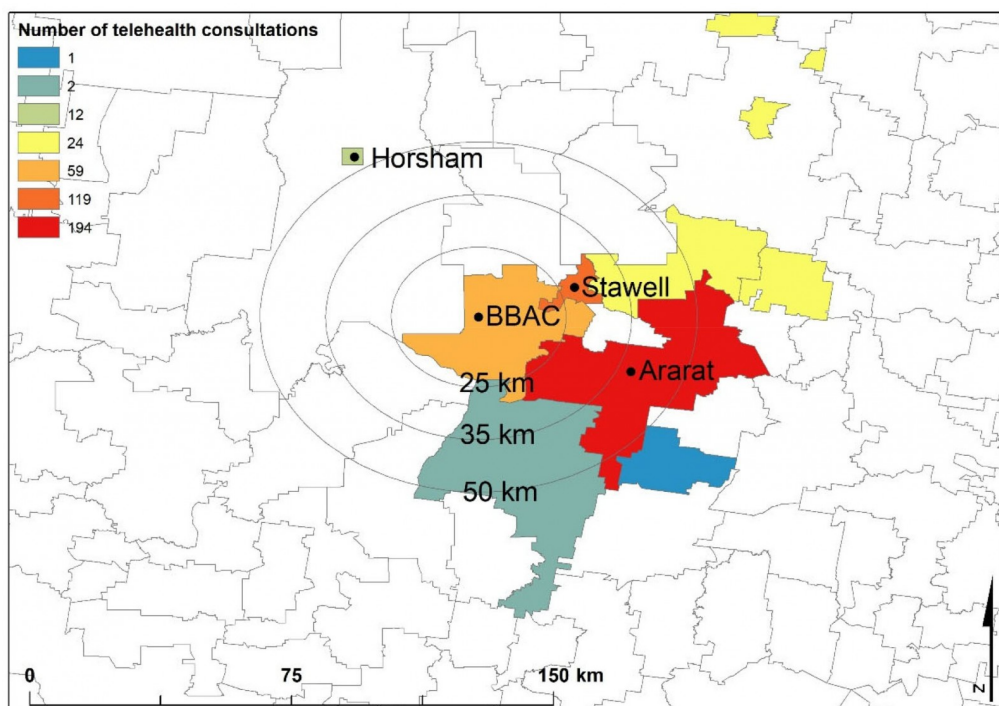 Number of telehealth consultations
1
2
12
24
59
119
194
Horsham
Stawell
BBAC
Ararat
25 km
35 km
50 km
0 75 150 km
N